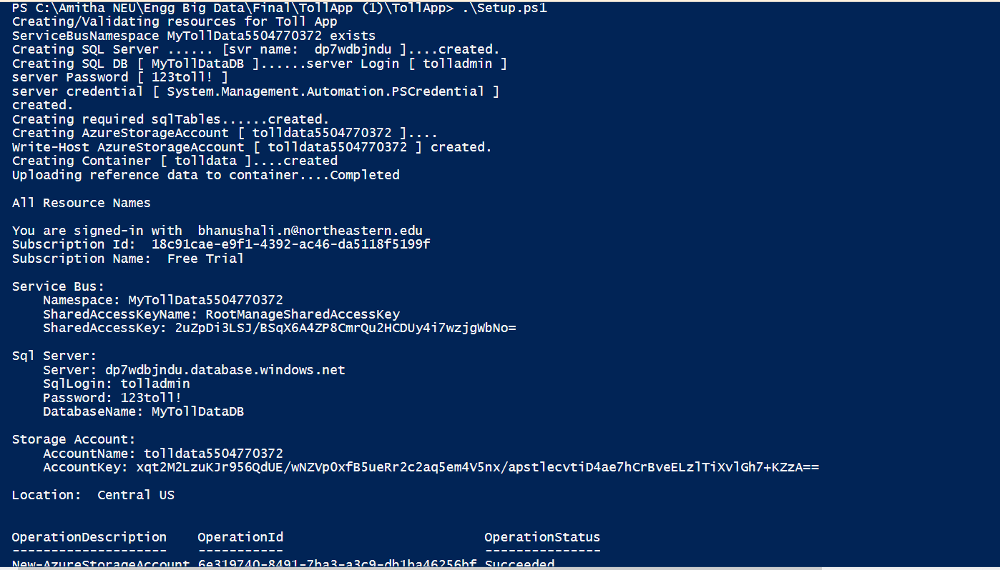 PS C:\Amitha NEU\Engg Big Data\Final\TollApp (1)\TollApp> .\Setup.ps1
Creating/Validating resources for Toll App
ServiceBusNamespace MyTollData5504770372 exists
Creating SQL Server ...... [svr name:  dp7wdbjndu ]....created.
Creating SQL DB [ MyTollDataDB ]......server Login [ tolladmin ]
server Password [ 123toll! ]
server credential [ System.Management.Automation.PSCredential ]
created.
Creating required sqlTables......created.
Creating AzureStorageAccount [ tolldata5504770372 ]....
Write-Host AzureStorageAccount [ tolldata5504770372 ] created.
Creating Container [ tolldata ]....created
Uploading reference data to container....Completed
All Resource Names
You are signed-in with  bhanushali.n@northeastern.edu
Subscription Id:  18c91cae-e9f1-4392-ac46-da5118f5199f
Subscription Name:  Free Trial
Service Bus:
    Namespace: MyTollData5504770372
    SharedAccessKeyName: RootManageSharedAccessKey
    SharedAccessKey: 2uZpDi3LSJ/BSqX6A4ZP8CmrQu2HCDUy4i7wzjgWbNo=
Sql Server:
    Server: dp7wdbjndu.database.windows.net
    SqlLogin: tolladmin
    Password: 123toll!
    DatabaseName: MyTollDataDB
Storage Account:
    AccountName: tolldata5504770372
    AccountKey: xqt2M2LzuKJr956QdUE/wNZVpOxfB5ueRr2c2aq5em4V5nx/apstlecvtiD4ae7hCrBveELzlTiXvlGh7+KZzA==
Location:  Central US
OperationDescription    OperationId                          OperationStatus
--------------------    -----------                          ---------------
New-AzureStorageAccount 6e319740-8491-7ba3-a3c9-db1ba46256bf Succeeded